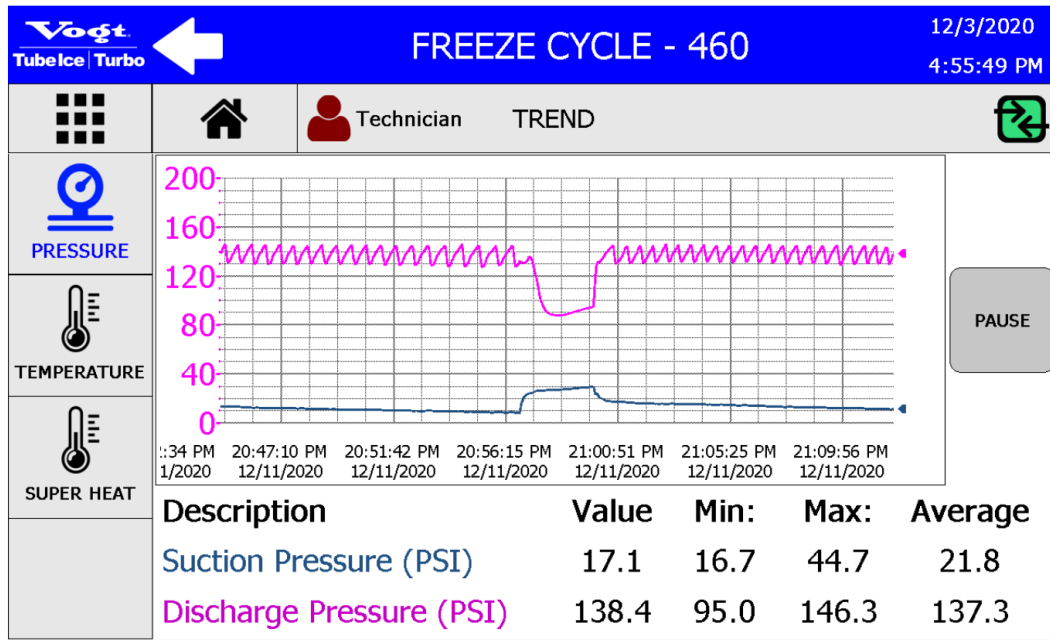 Vogt.
Tube Ice | Turbo
FREEZE CYCLE - 460
12/3/2020
4:55:49 PM
Technician
TREND
PRESSURE
TEMPERATURE
SUPER HEAT
200
160
120
80
40
0
:34 PM 20:47:10 PM 20:51:42 PM 20:56:15 PM 21:00:51 PM 21:05:25 PM 21:09:56 PM
1/2020 12/11/2020 12/11/2020 12/11/2020 12/11/2020 12/11/2020 12/11/2020
PAUSE
Description Value Min: Max: Average
Suction Pressure (PSI) 17.1 16.7 44.7 21.8
Discharge Pressure (PSI) 138.4 95.0 146.3 137.3